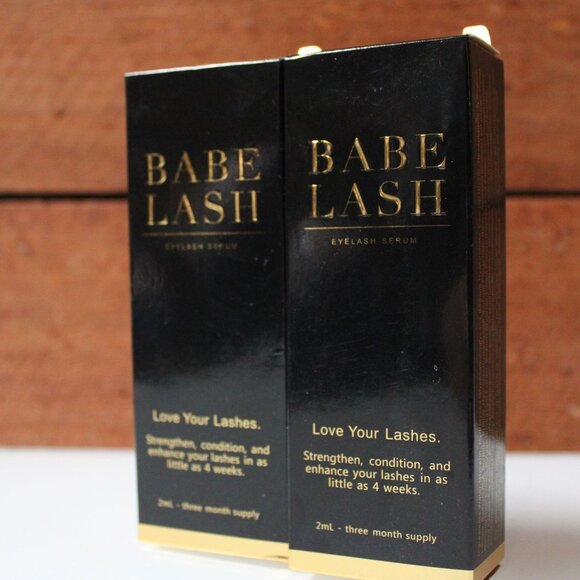 BABE
LASH
EYELASH SERUM
Love Your Lashes.
Strengthen, condition, and
enhance your lashes in as
little as 4 weeks.
2mL - three month supply
BABE
LASH
EYELASH SERUM
Love Your Lashes.
Strengthen, condition, and
enhance your lashes in as
little as 4 weeks.
2mL - three month supply